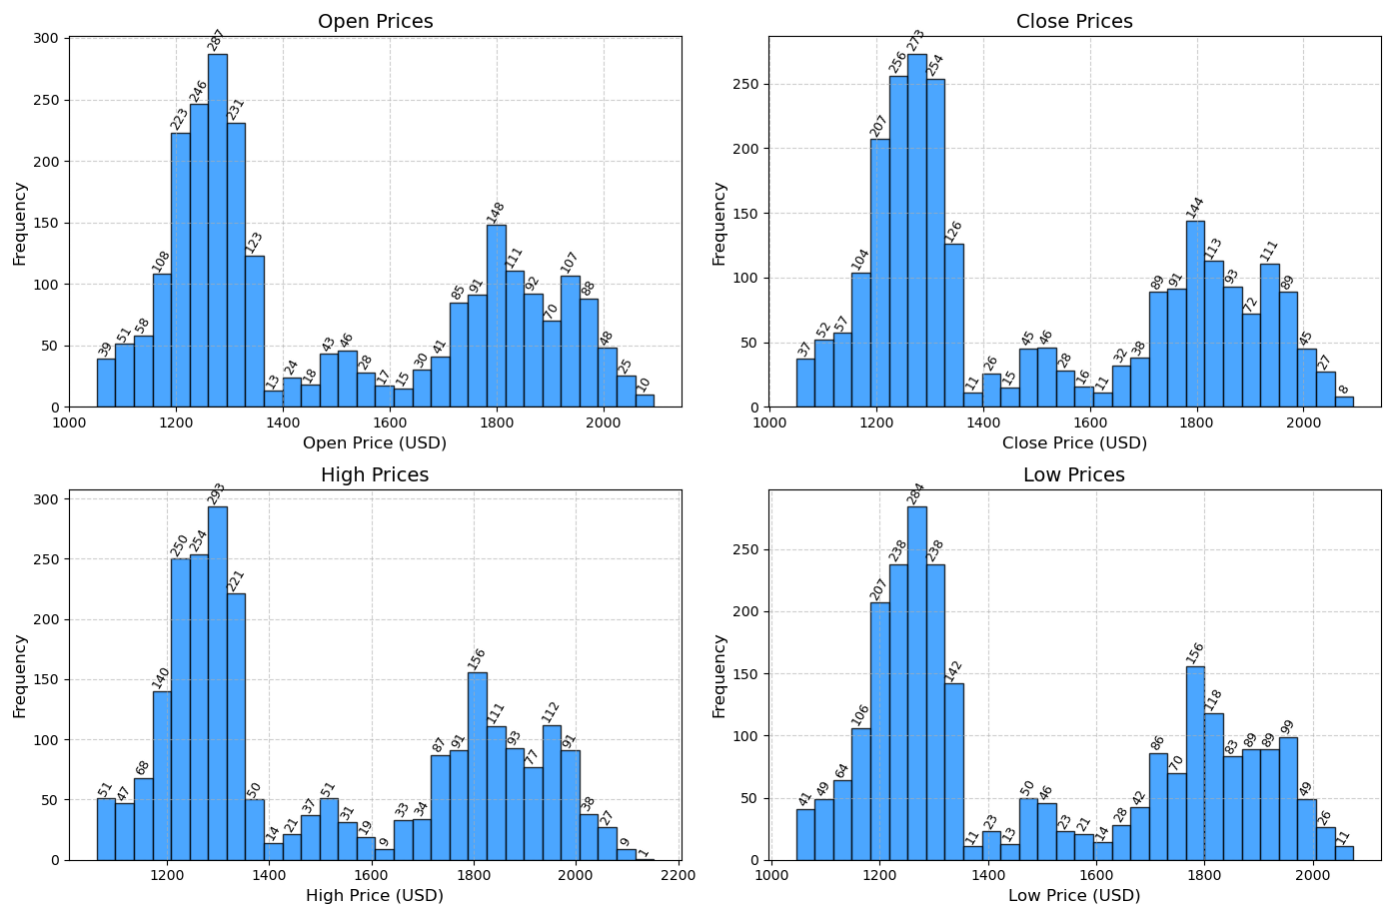 Open Prices
Frequency
300
250
200
150
100
50
0
39 51 58 108 223 246 287 231 123 13 24 18 43 46 28 17 15 30 41 85 91 148 111 92 70 107 88 48 25 10
1000 1200 1400 1600 1800 2000
Open Price (USD)
Close Prices
Frequency
250
200
150
100
50
0
37 52 57 104 207 256 273 254 126 11 26 15 45 46 28 16 11 32 38 89 91 144 113 93 72 111 89 45 27 8
1000 1200 1400 1600 1800 2000
Close Price (USD)
High Prices
Frequency
300
250
200
150
100
50
0
51 47 68 140 250 254 293 221 50 14 21 37 51 31 19 9 33 34 87 91 156 111 93 77 112 91 38 27 9 1
1200 1400 1600 1800 2000 2200
High Price (USD)
Low Prices
Frequency
250
200
150
100
50
0
41 49 64 106 207 238 284 238 142 11 23 13 50 46 23 21 14 28 42 86 70 156 118 83 89 89 99 49 26 11
1000 1200 1400 1600 1800 2000
Low Price (USD)